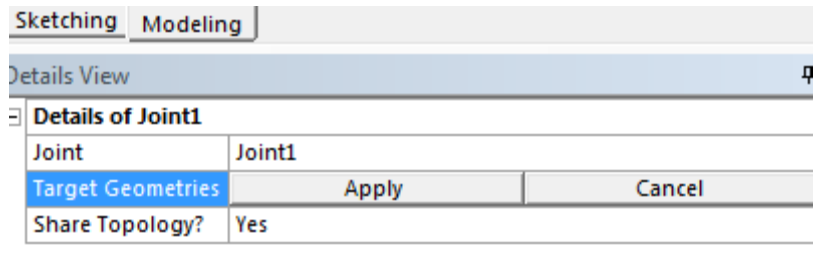 Sketching Modeling
Details View
Details of Joint1
Joint Joint1
Target Geometries Apply Cancel
Share Topology? Yes